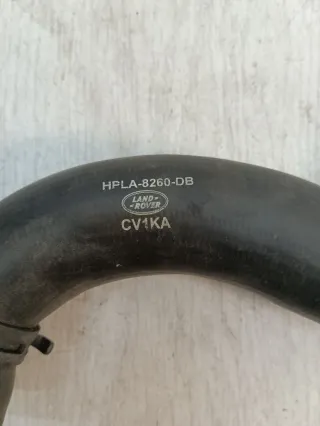 HPLA-8260-DB
LAND-
-ROVER
CV1KA